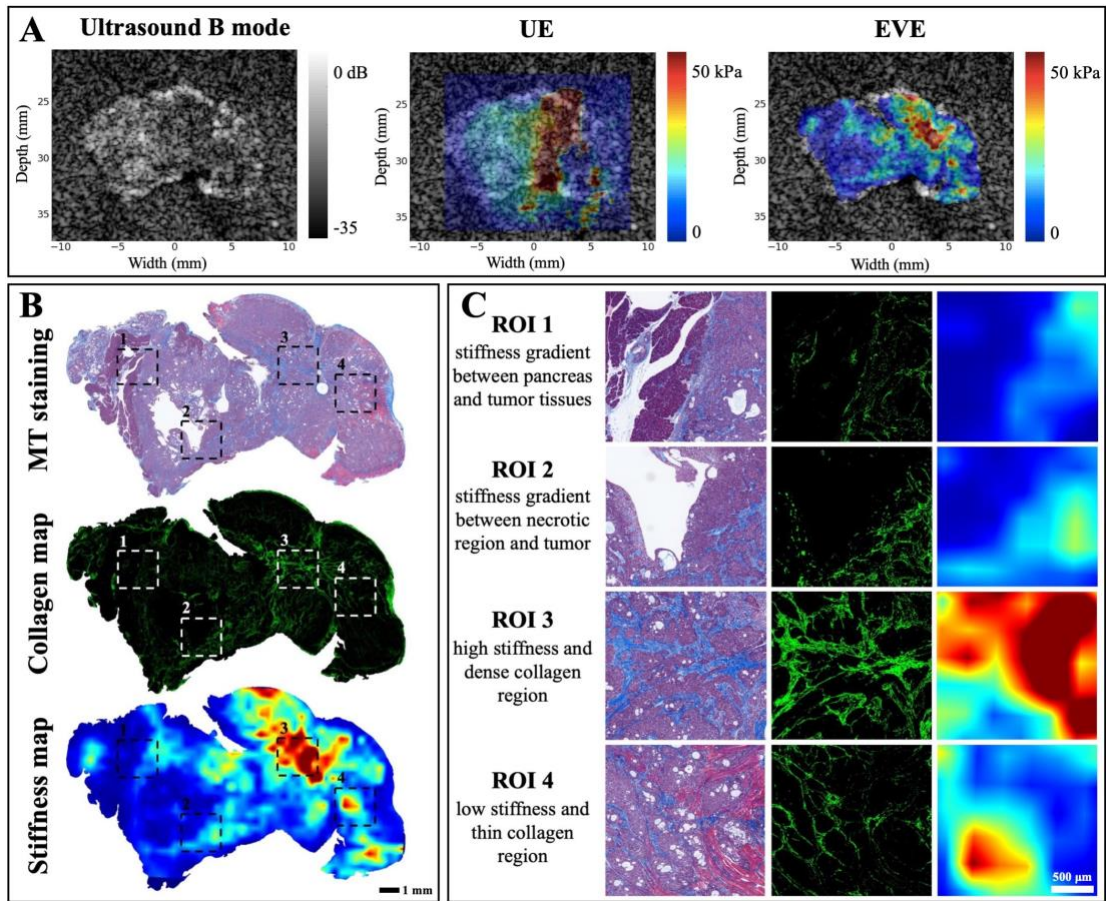 A
Ultrasound B mode
UE
EVE
0 dB
-35
Depth (mm)
25
30
35
−10 −5 0 5 10
Width (mm)
50 kPa
0
Depth (mm)
25
30
35
−10 −5 0 5 10
Width (mm)
50 kPa
0
Depth (mm)
25
30
35
−10 −5 0 5 10
Width (mm)
B
MT staining
1
2
3
4
Collagen map
1
2
3
4
Stiffness map
1
2
3
4
1 mm
C
ROI 1
stiffness gradient
between pancreas
and tumor tissues
ROI 2
stiffness gradient
between necrotic
region and tumor
ROI 3
high stiffness and
dense collagen
region
ROI 4
low stiffness and
thin collagen
region
500 μm